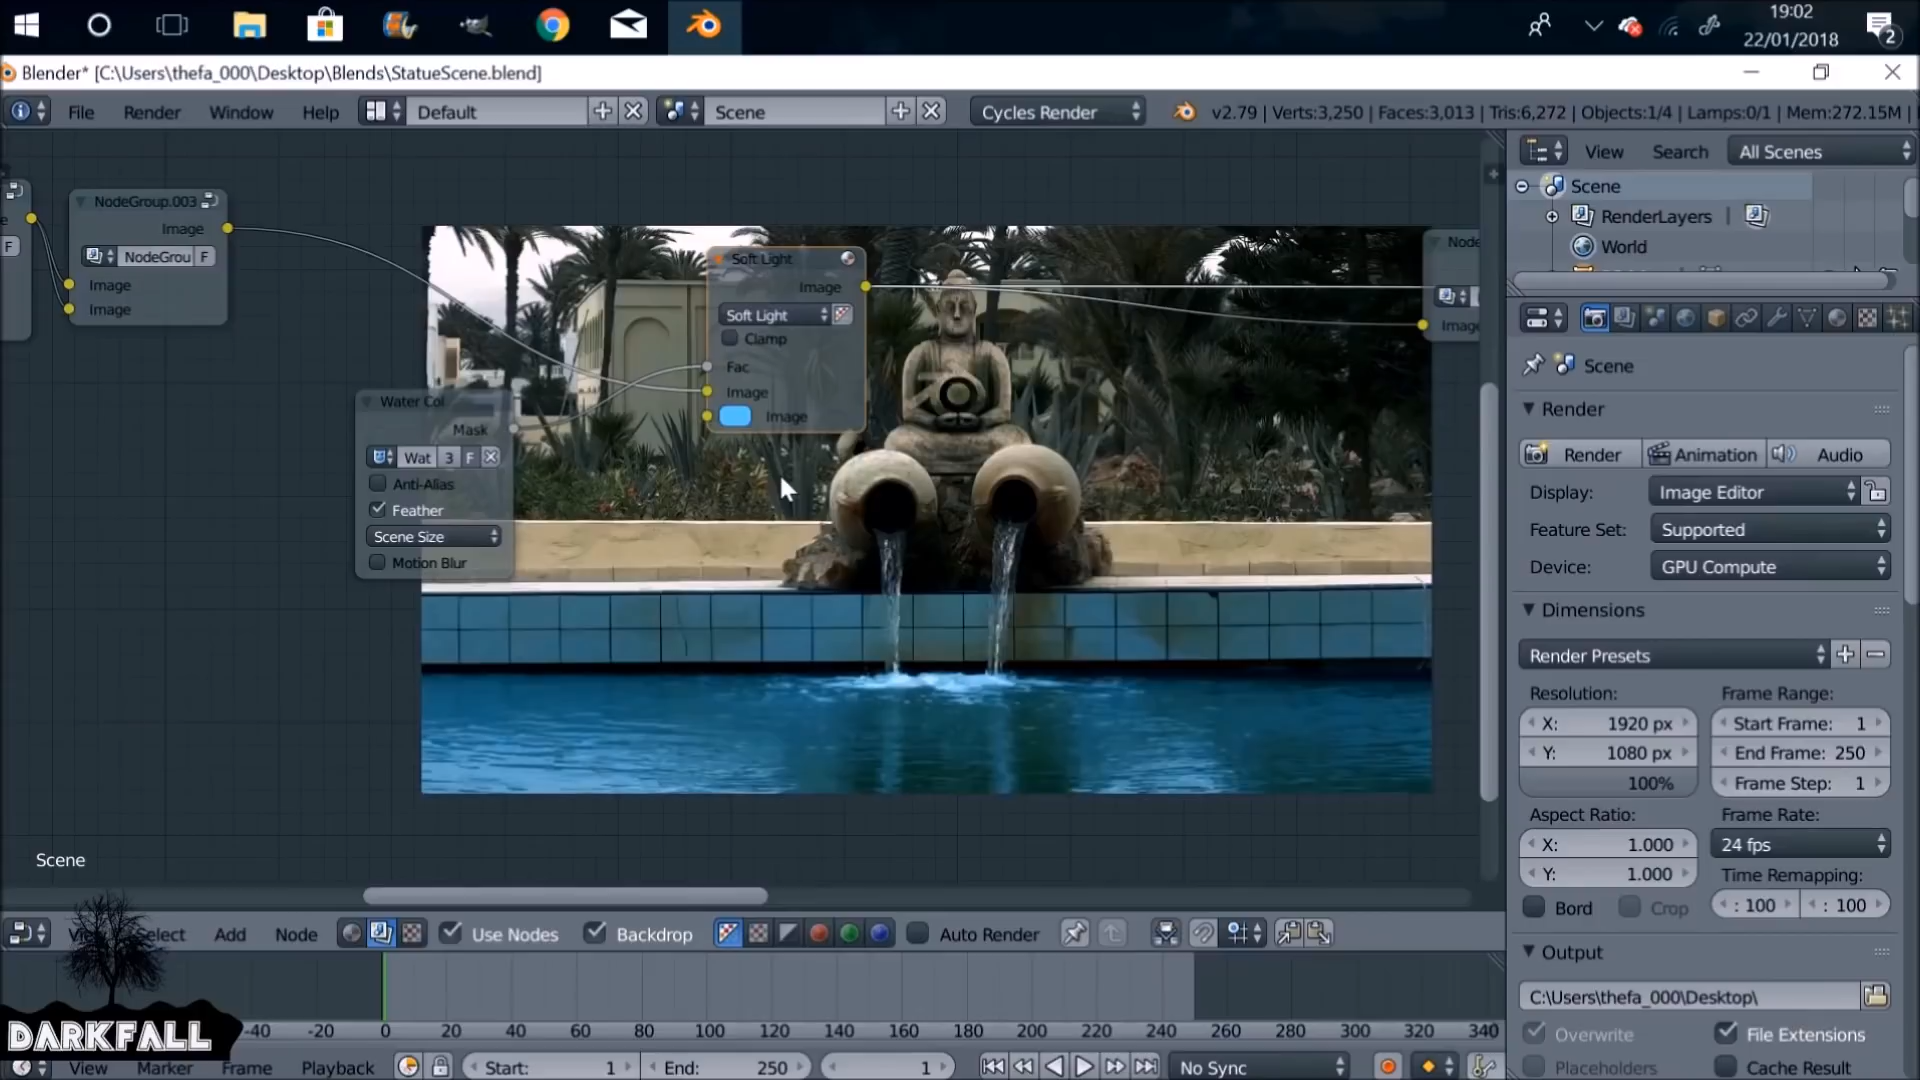 19:02
22/01/2018
2
Blender* [C:\Users\thefa_000\Desktop\Blends\StatueScene.blend]
File Render Window Help Default Scene Cycles Render v2.79 | Verts:3,250 | Faces:3,013 | Tris:6,272 | Objects:1/4 | Lamps:0/1 | Mem:272.15M |
View Search All Scenes
Scene
RenderLayers
World
NodeGroup.003
Image
NodeGrou F
Image
Image
F
Soft Light
Image
Soft Light
Clamp
Fac
Image
Image
Node
Image
Water Col
Mask
Wat 3 F
Anti-Alias
Feather
Scene Size
Motion Blur
Scene
Render
Render Animation Audio
Display: Image Editor
Feature Set: Supported
Device: GPU Compute
Dimensions
Render Presets
Resolution: Frame Range:
X: 1920 px Start Frame: 1
Y: 1080 px End Frame: 250
100% Frame Step: 1
Aspect Ratio: Frame Rate:
X: 1.000 24 fps
Y: 1.000 Time Remapping:
Bord Crop : 100 : 100
Output
C:\Users\thefa_000\Desktop\
Overwrite File Extensions
Placeholders Cache Result
Scene
Select Add Node Use Nodes Backdrop Auto Render
DARKFALL
-40 -20 0 20 40 60 80 100 120 140 160 180 200 220 240 260 280 300 320 340
View Marker Frame Playback Start: 1 End: 250 1 No Sync